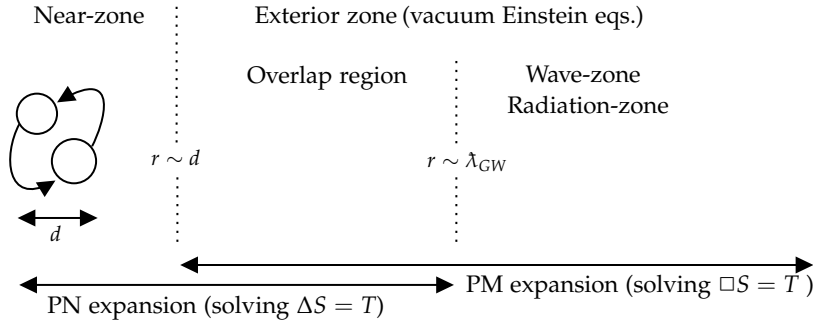 Near-zone
Exterior zone (vacuum Einstein eqs.)
Overlap region
Wave-zone
Radiation-zone
r ∼ d
r ∼ ƛ_GW
d
PM expansion (solving □S = T )
PN expansion (solving ΔS = T)